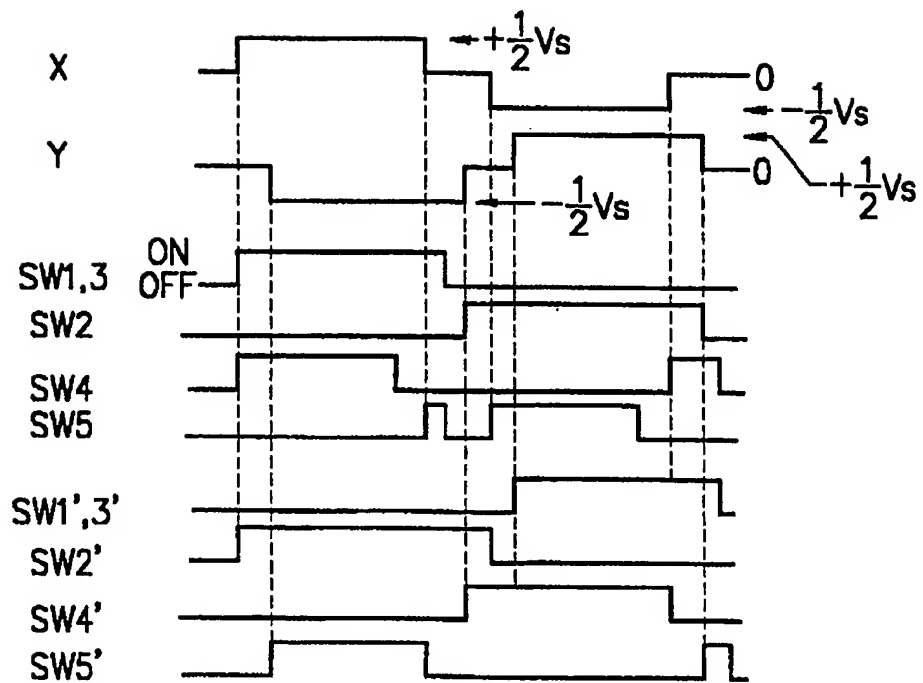 X
+1/2Vs
0
-1/2Vs
Y
0
+1/2Vs
-1/2Vs
ON
SW1,3 OFF
SW2
SW4
SW5
SW1',3'
SW2'
SW4'
SW5'